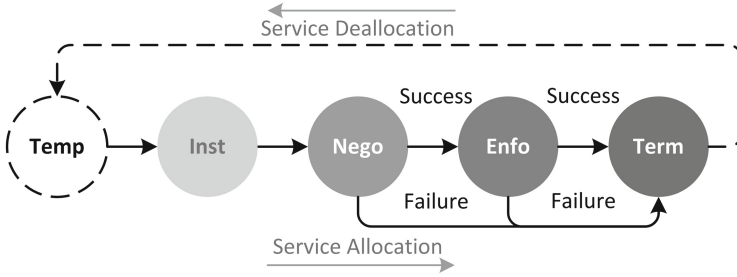 Service Deallocation
Success Success
Temp Inst Nego Enfo Term
Failure Failure
Service Allocation